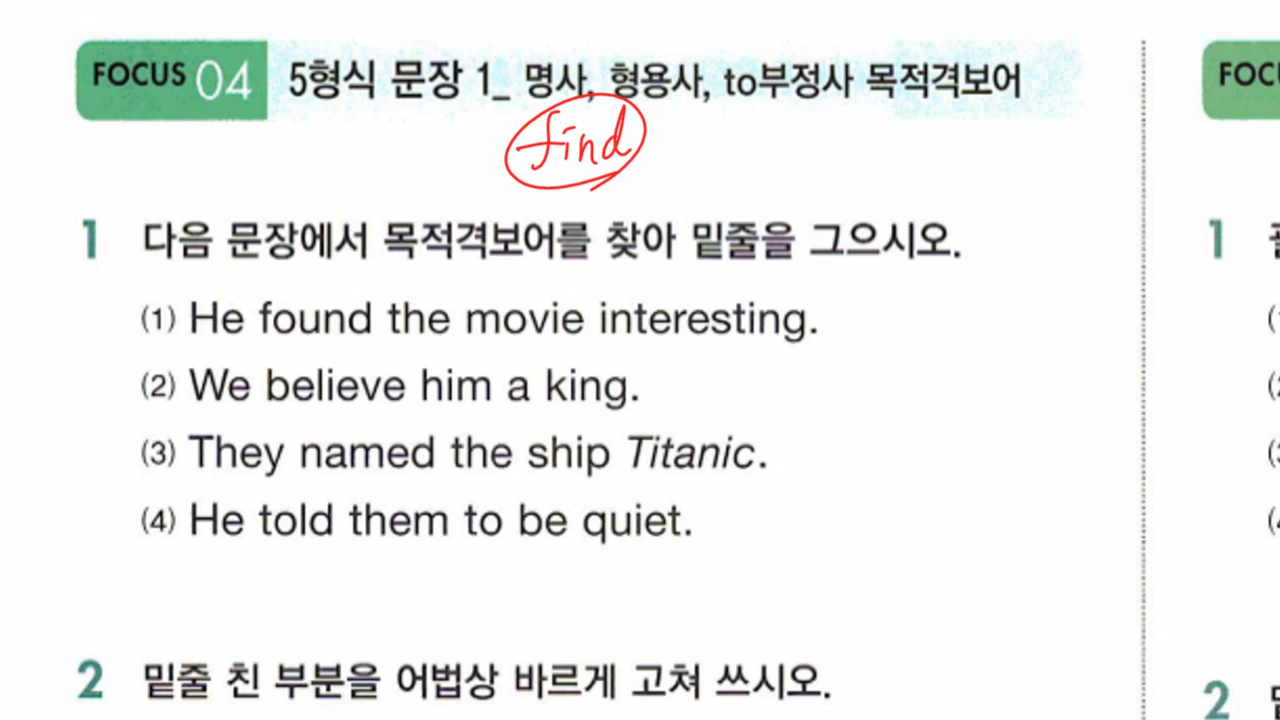 FOCUS 04 5형식 문장 1_ 명사, 형용사, to부정사 목적격보어
find
1 다음 문장에서 목적격보어를 찾아 밑줄을 그으시오.
(1) He found the movie interesting.
(2) We believe him a king.
(3) They named the ship Titanic.
(4) He told them to be quiet.
2 밑줄 친 부분을 어법상 바르게 고쳐 쓰시오.
1
2